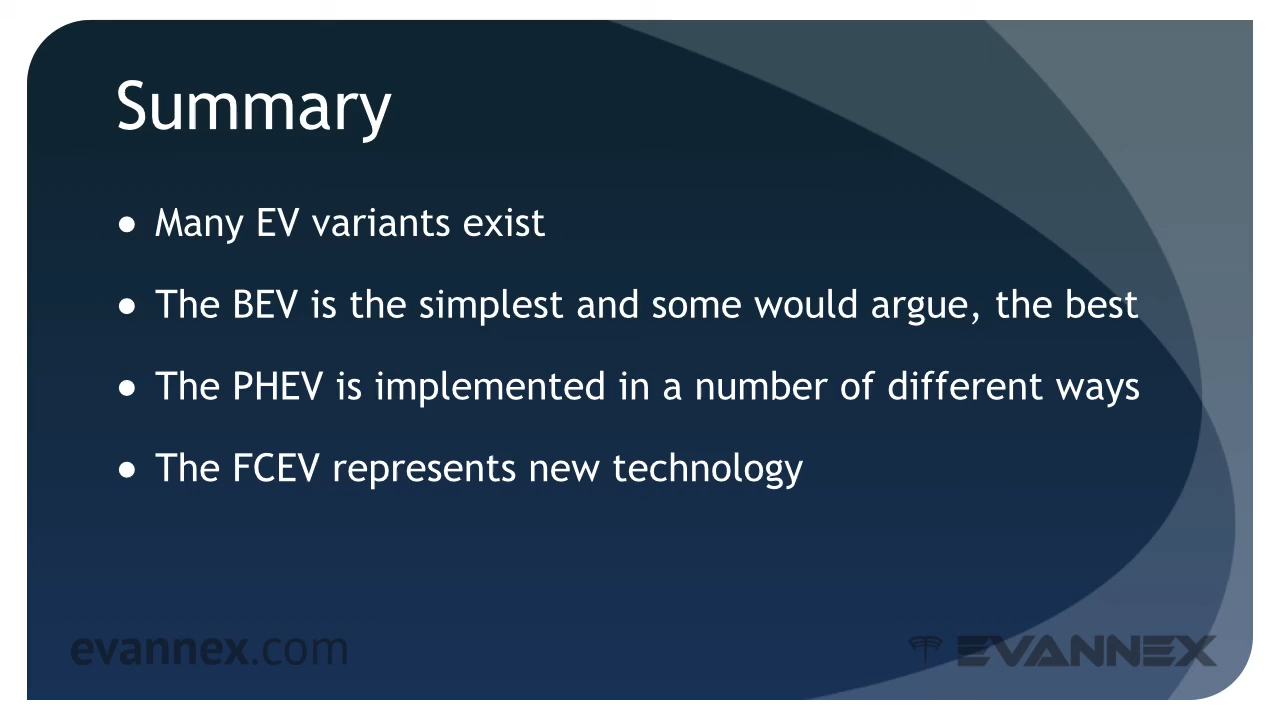 Summary
● Many EV variants exist
● The BEV is the simplest and some would argue, the best
● The PHEV is implemented in a number of different ways
● The FCEV represents new technology
evannex.com
EVANNEX